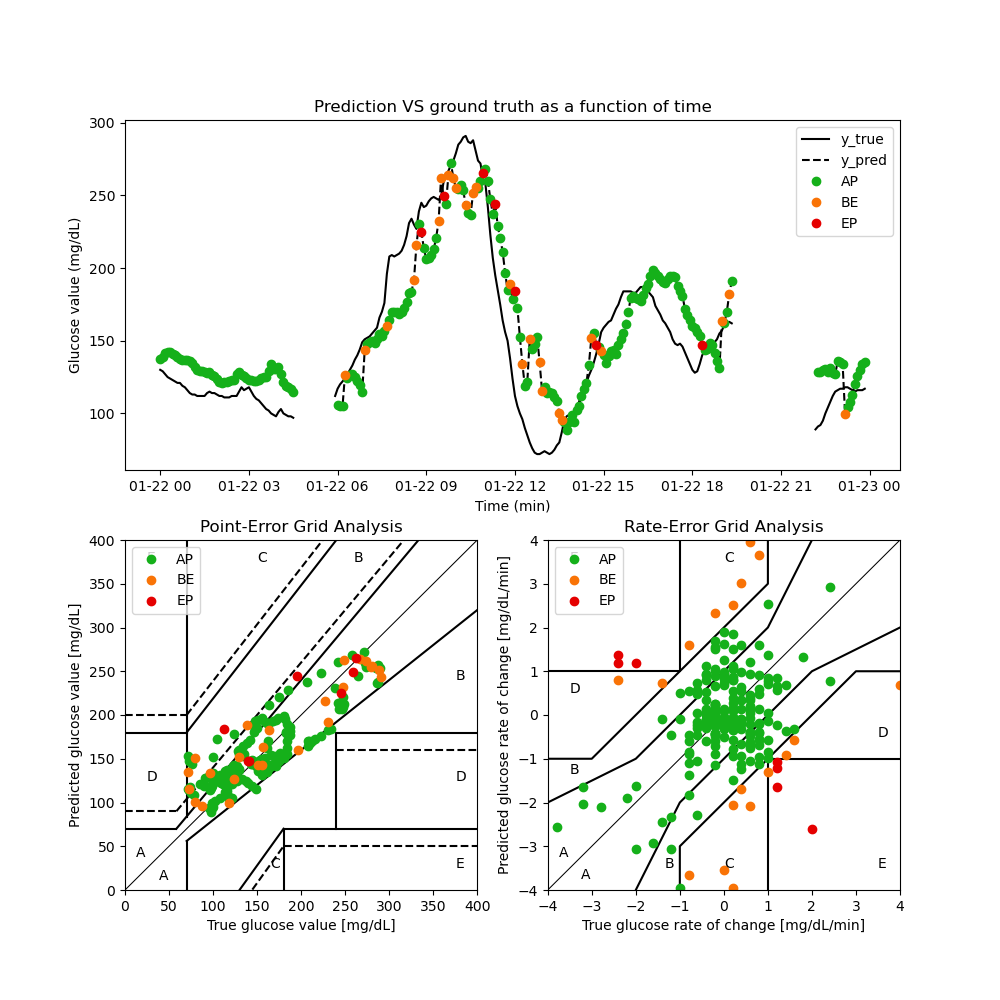 Prediction VS ground truth as a function of time
Glucose value (mg/dL)
300
250
200
150
100
y_true
y_pred
AP
BE
EP
01-22 00 01-22 03 01-22 06 01-22 09 01-22 12 01-22 15 01-22 18 01-22 21 01-23 00
Time (min)
Point-Error Grid Analysis
Predicted glucose value [mg/dL]
400
350
300
250
200
150
100
50
0
AP
BE
EP
C
B
B
D
D
A
A
C
E
0 50 100 150 200 250 300 350 400
True glucose value [mg/dL]
Rate-Error Grid Analysis
Predicted glucose rate of change [mg/dL/min]
4
3
2
1
0
−1
−2
−3
−4
AP
BE
EP
C
D
D
B
A
A
B
C
E
−4 −3 −2 −1 0 1 2 3 4
True glucose rate of change [mg/dL/min]